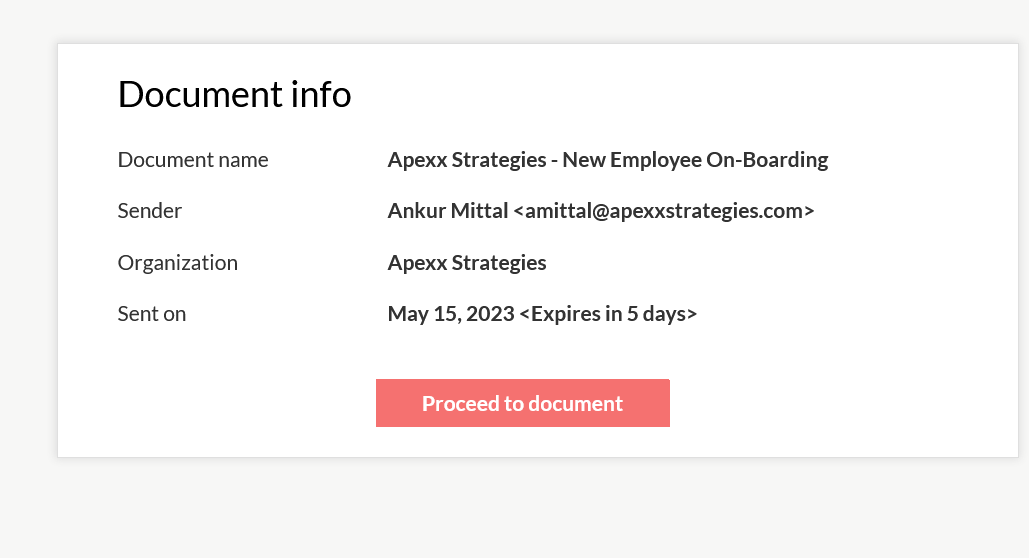 Document info
Document name Apexx Strategies - New Employee On-Boarding
Sender Ankur Mittal <amittal@apexxstrategies.com>
Organization Apexx Strategies
Sent on May 15, 2023 <Expires in 5 days>
Proceed to document